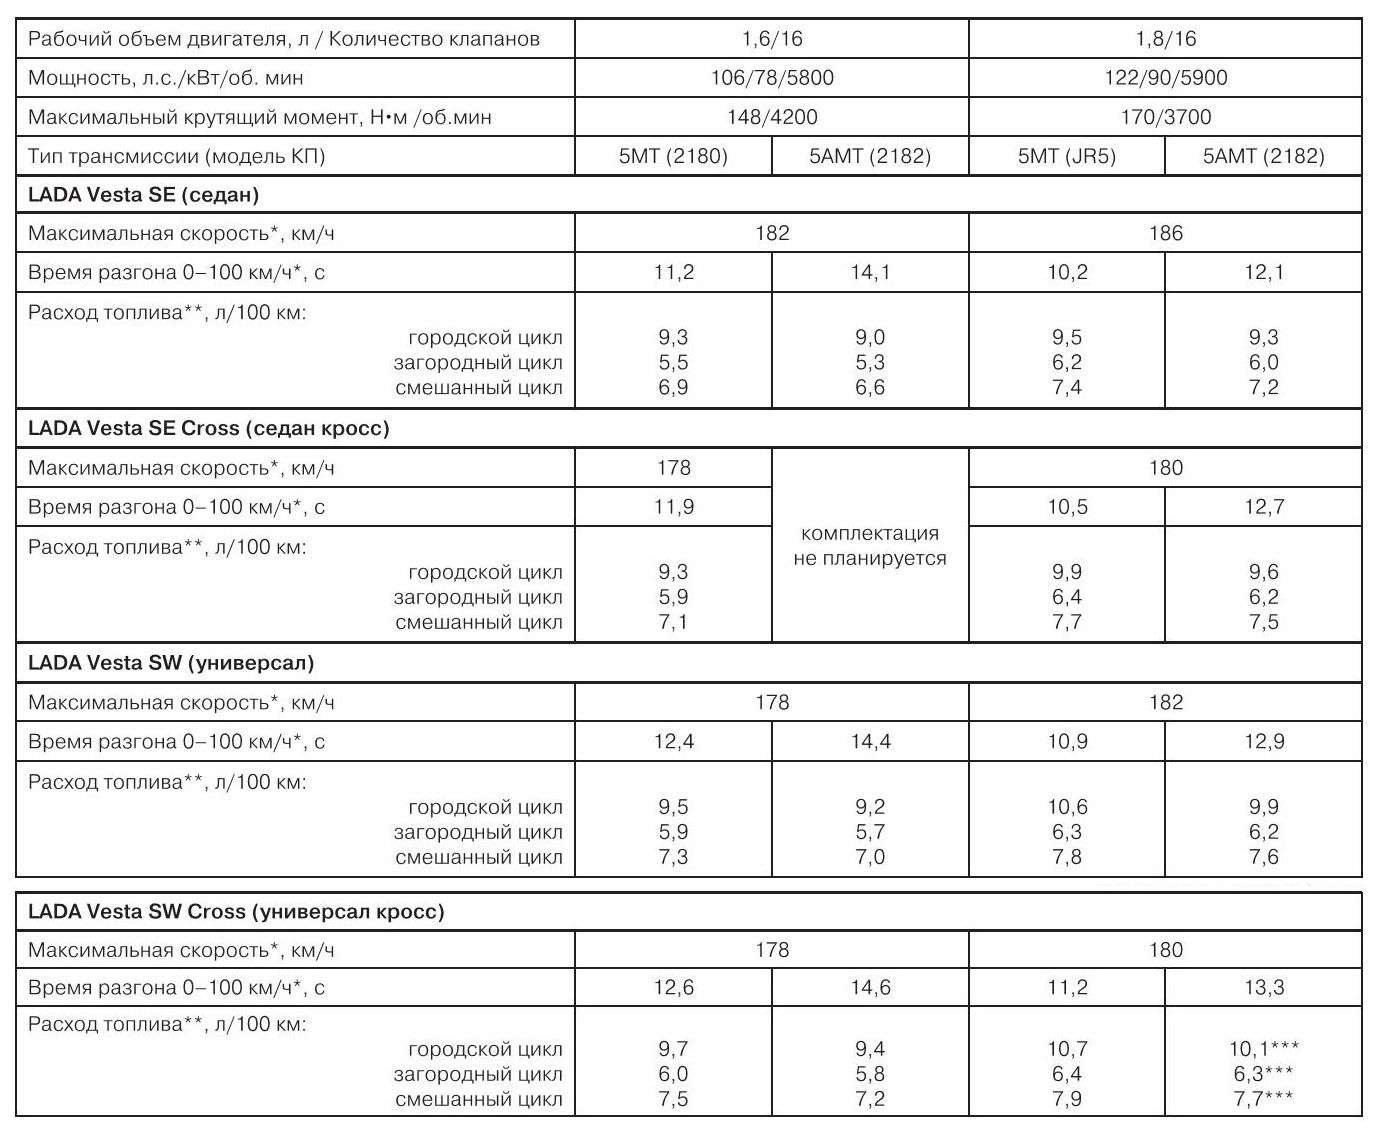 Рабочий объем двигателя, л / Количество клапанов 1,6/16 1,8/16
Мощность, л.с./кВт/об. мин 106/78/5800 122/90/5900
Максимальный крутящий момент, Н•м /об.мин 148/4200 170/3700
Тип трансмиссии (модель КП) 5МТ (2180) 5АМТ (2182) 5МТ (JR5) 5АМТ (2182)
LADA Vesta SE (седан)
Максимальная скорость*, км/ч 182 186
Время разгона 0–100 км/ч*, с 11,2 14,1 10,2 12,1
Расход топлива**, л/100 км:
городской цикл 9,3 9,0 9,5 9,3
загородный цикл 5,5 5,3 6,2 6,0
смешанный цикл 6,9 6,6 7,4 7,2
LADA Vesta SE Cross (седан кросс)
Максимальная скорость*, км/ч 178 180
Время разгона 0–100 км/ч*, с 11,9 10,5 12,7
комплектация
не планируется
Расход топлива**, л/100 км:
городской цикл 9,3 9,9 9,6
загородный цикл 5,9 6,4 6,2
смешанный цикл 7,1 7,7 7,5
LADA Vesta SW (универсал)
Максимальная скорость*, км/ч 178 182
Время разгона 0–100 км/ч*, с 12,4 14,4 10,9 12,9
Расход топлива**, л/100 км:
городской цикл 9,5 9,2 10,6 9,9
загородный цикл 5,9 5,7 6,3 6,2
смешанный цикл 7,3 7,0 7,8 7,6
LADA Vesta SW Cross (универсал кросс)
Максимальная скорость*, км/ч 178 180
Время разгона 0–100 км/ч*, с 12,6 14,6 11,2 13,3
Расход топлива**, л/100 км:
городской цикл 9,7 9,4 10,7 10,1***
загородный цикл 6,0 5,8 6,4 6,3***
смешанный цикл 7,5 7,2 7,9 7,7***